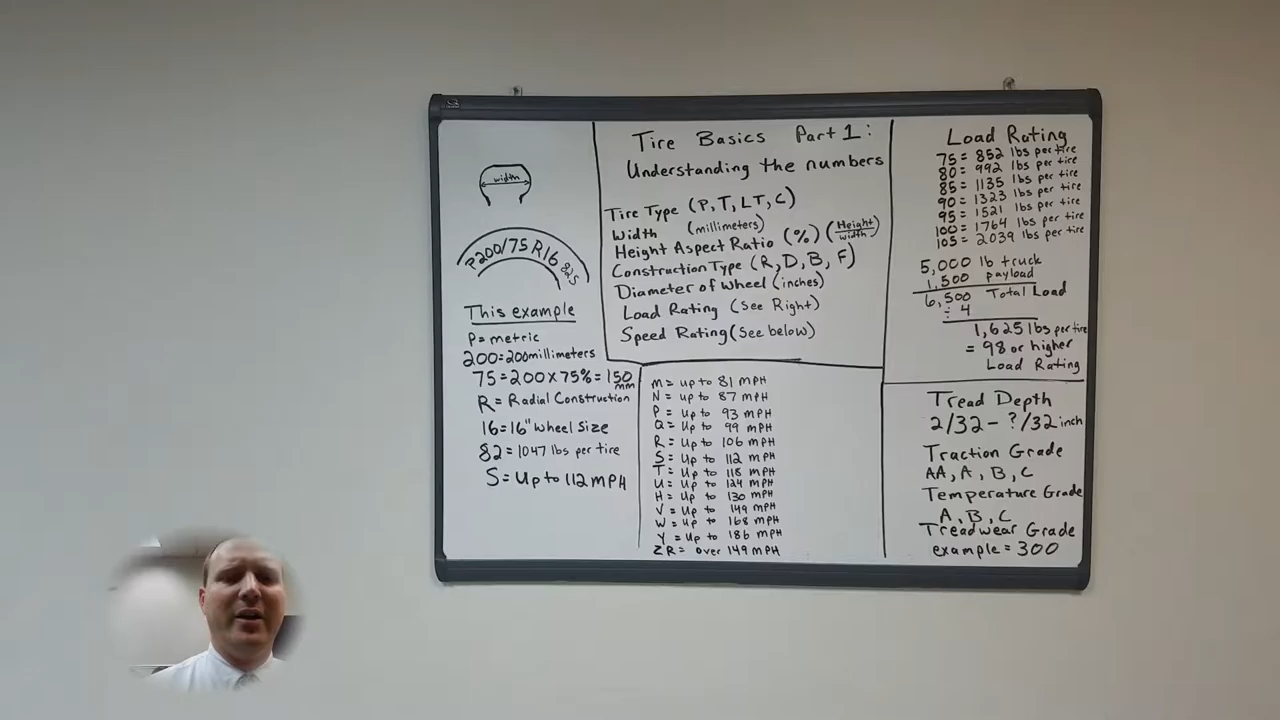 width
P200/75 R16 82S
This example
P=metric
200=200millimeters
75=200x75%=150
mm
R=Radial Construction
16=16" Wheel Size
82=1047 lbs per tire
S=Up to 112 MPH
Tire Basics Part 1:
Understanding the numbers
Tire Type (P, T, LT, C)
Width (millimeters)
Height Aspect Ratio (%) (Height/width)
Construction Type (R, D, B, F)
Diameter of Wheel (inches)
Load Rating (See Right)
Speed Rating (See below)
M= up to 81 MPH
N= up to 87 MPH
P= up to 93 MPH
Q= up to 99 MPH
R= Up to 106 MPH
S= Up to 112 MPH
T= Up to 118 MPH
U= Up to 124 MPH
H= Up to 130 MPH
V= Up to 149 MPH
W= Up to 168 MPH
Y= Up to 186 MPH
ZR= over 149 MPH
Load Rating
75= 852 lbs per tire
80= 992 lbs per tire
85= 1135 lbs per tire
90= 1323 lbs per tire
95= 1521 lbs per tire
100= 1764 lbs per tire
105= 2039 lbs per tire
5,000 lb truck
1,500 payload
6,500 Total Load
÷ 4
1,625 lbs per tire
= 98 or higher
Load Rating
Tread Depth
2/32 - ?/32 inch
Traction Grade
AA, A, B, C
Temperature Grade
A, B, C
Treadwear Grade
example = 300